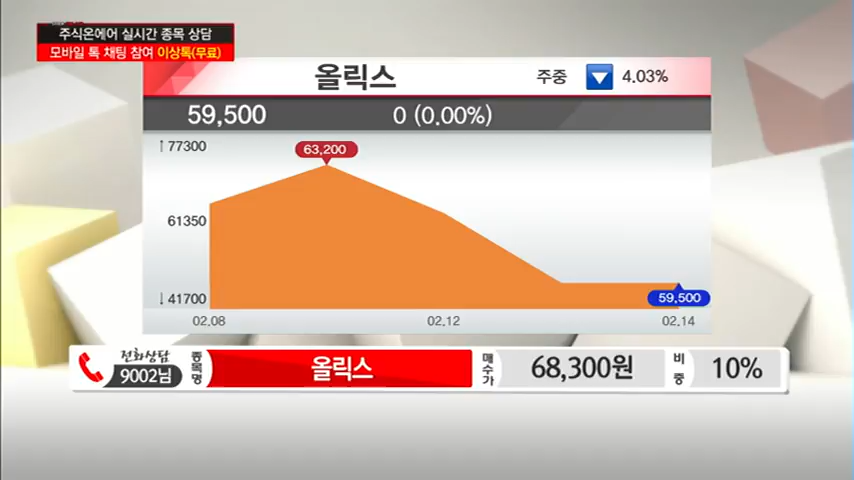 주식온에어 실시간 종목 상담
모바일 톡 채팅 참여 이상톡(무료)
올릭스 주중 ▼ 4.03%
59,500 0 (0.00%)
↑ 77300
63,200
61350
↓ 41700
59,500
02.08 02.12 02.14
전화상담
9002님
종목명 올릭스 매수가 68,300원 비중 10%